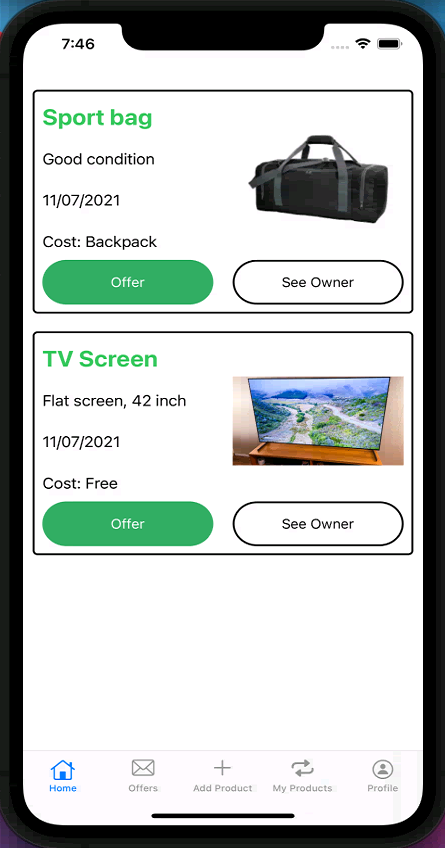 7:46
Sport bag
Good condition
11/07/2021
Cost: Backpack
Offer
See Owner
TV Screen
Flat screen, 42 inch
11/07/2021
Cost: Free
Offer
See Owner
Home
Offers
Add Product
My Products
Profile